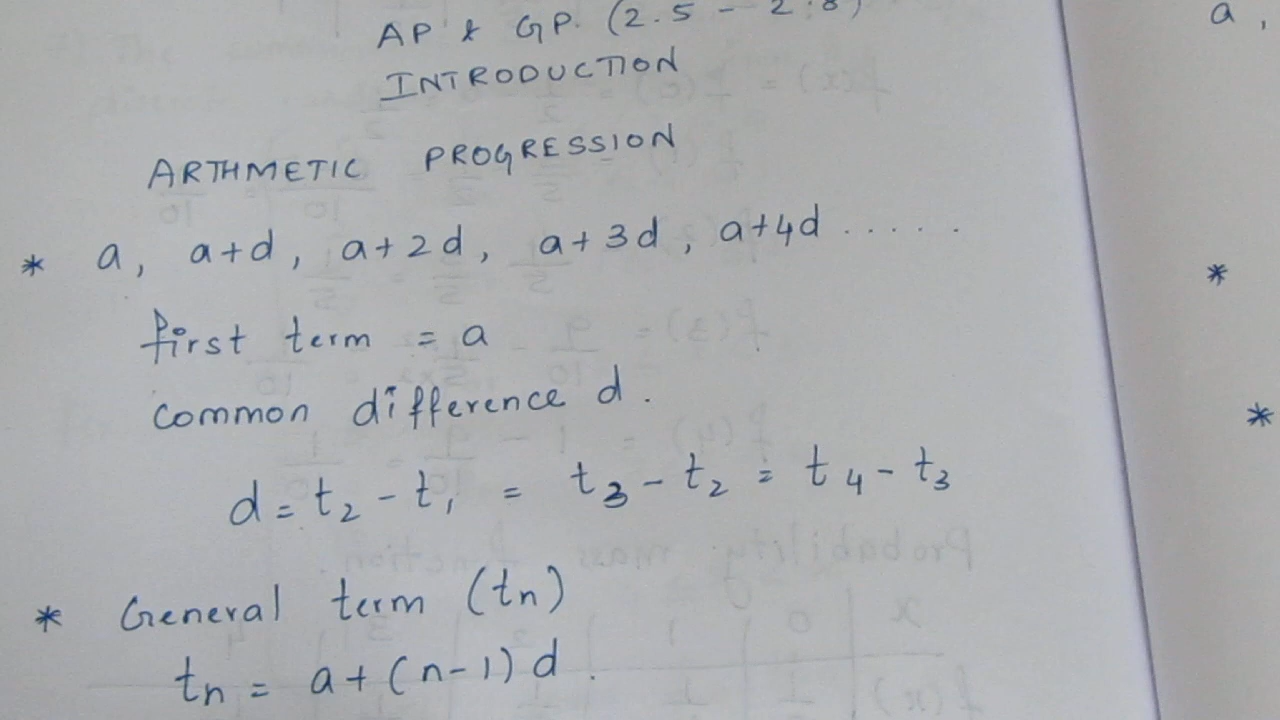 AP & GP. (2.5 - 2.8)
INTRODUCTION
ARTHMETIC PROGRESSION
* a, a+d, a+2d, a+3d, a+4d .....
first term = a
common difference d.
d = t₂ - t₁ = t₃ - t₂ = t₄ - t₃
* General term (tn)
tn = a+(n-1)d.
a,
*
*